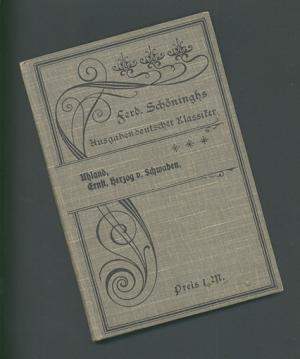 Ferd. Schöninghs
Ausgaben deutscher Klassiker
Uhland,
Ernst, Herzog v. Schwaben.
Preis 1 M.